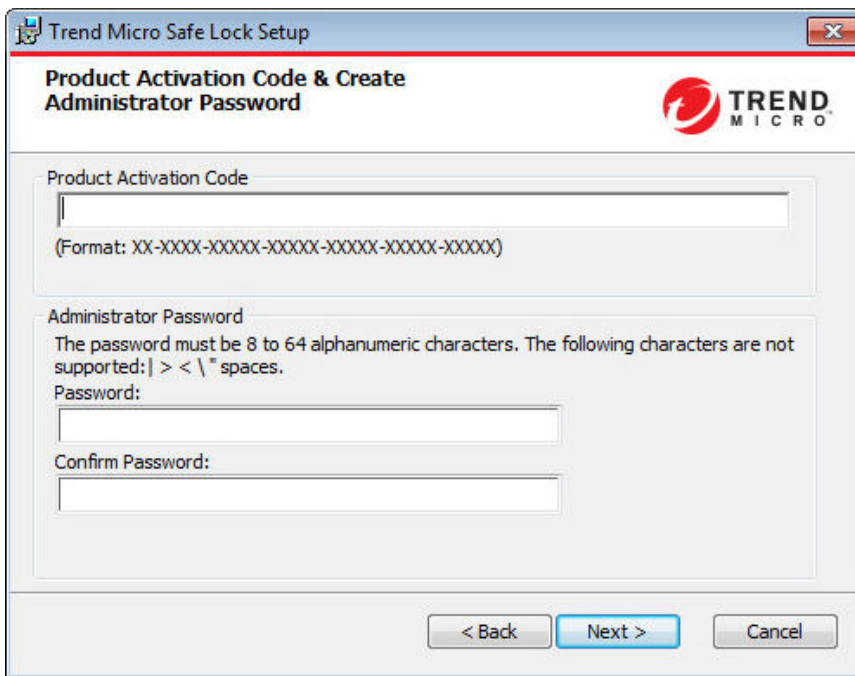 Trend Micro Safe Lock Setup
Product Activation Code & Create
Administrator Password
TREND
MICRO
Product Activation Code
(Format: XX-XXXX-XXXXX-XXXXX-XXXXX-XXXXX-XXXXX)
Administrator Password
The password must be 8 to 64 alphanumeric characters. The following characters are not
supported:| > < \ " spaces.
Password:
Confirm Password:
< Back
Next >
Cancel